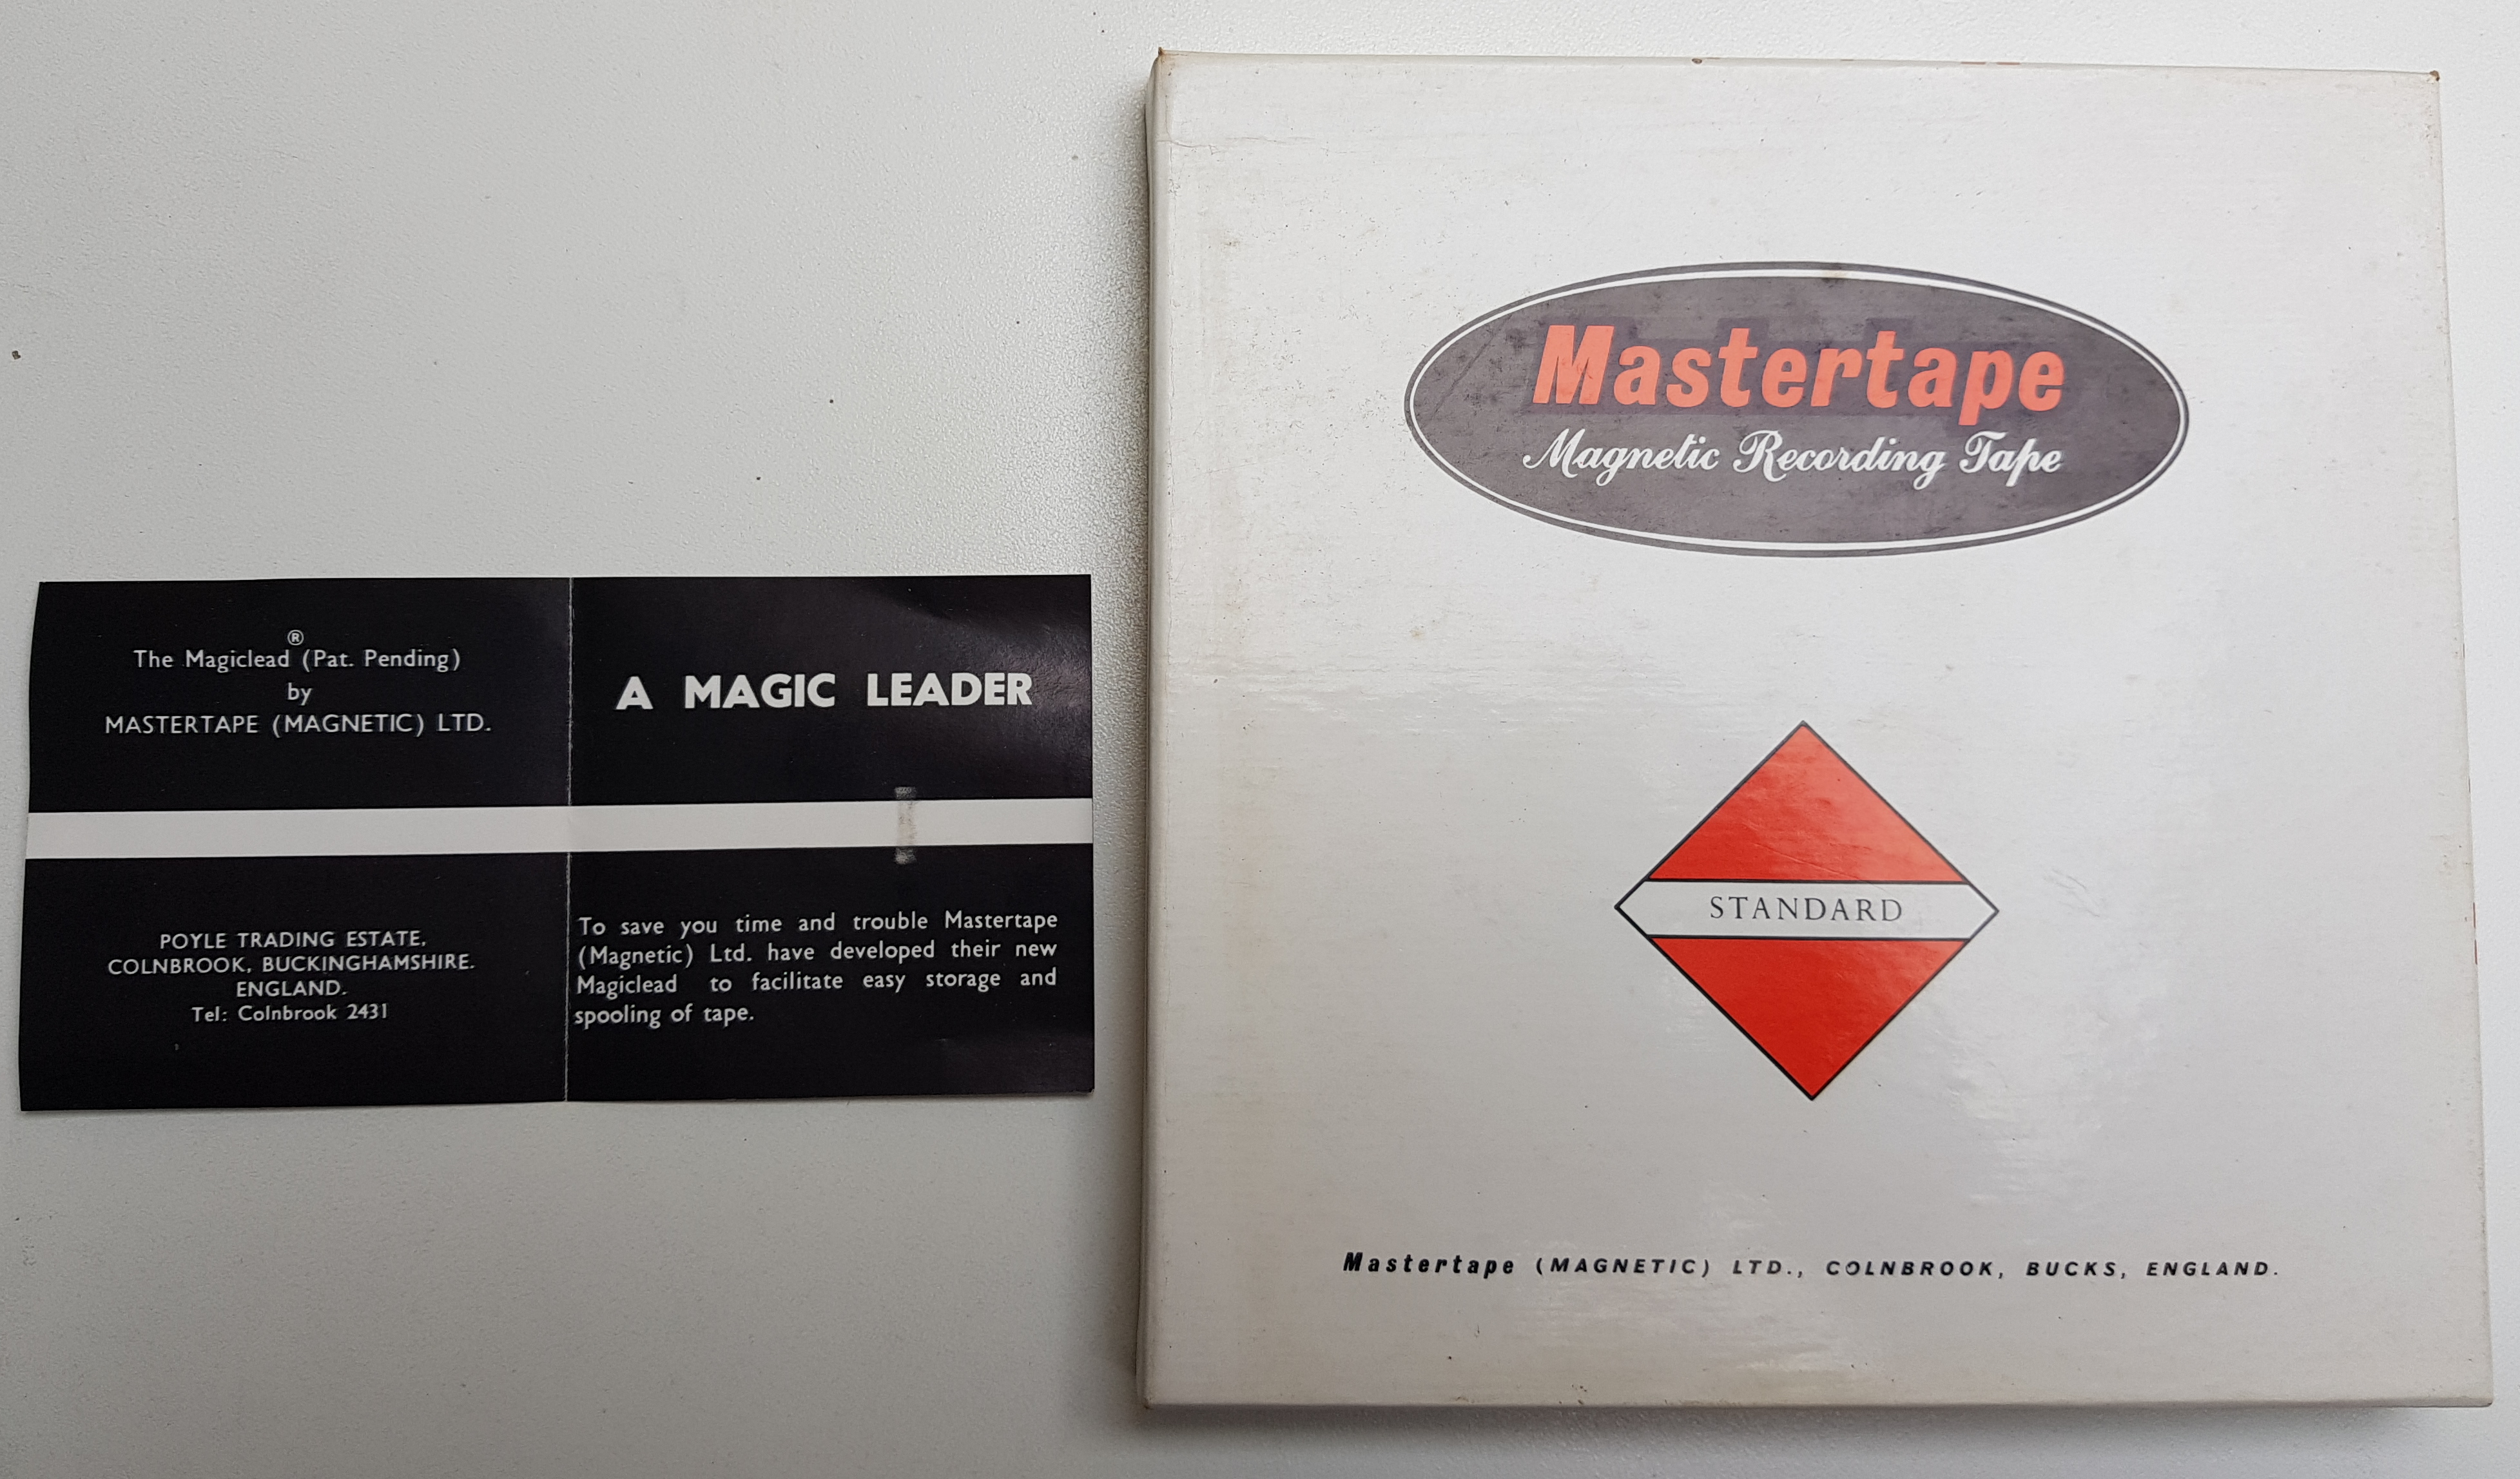 The Magiclead ® (Pat. Pending)
by
MASTERTAPE (MAGNETIC) LTD.
POYLE TRADING ESTATE,
COLNBROOK, BUCKINGHAMSHIRE.
ENGLAND.
Tel: Colnbrook 2431
A MAGIC LEADER
To save you time and trouble Mastertape
(Magnetic) Ltd. have developed their new
Magiclead to facilitate easy storage and
spooling of tape.
Mastertape
Magnetic Recording Tape
STANDARD
Mastertape (MAGNETIC) LTD., COLNBROOK, BUCKS, ENGLAND.